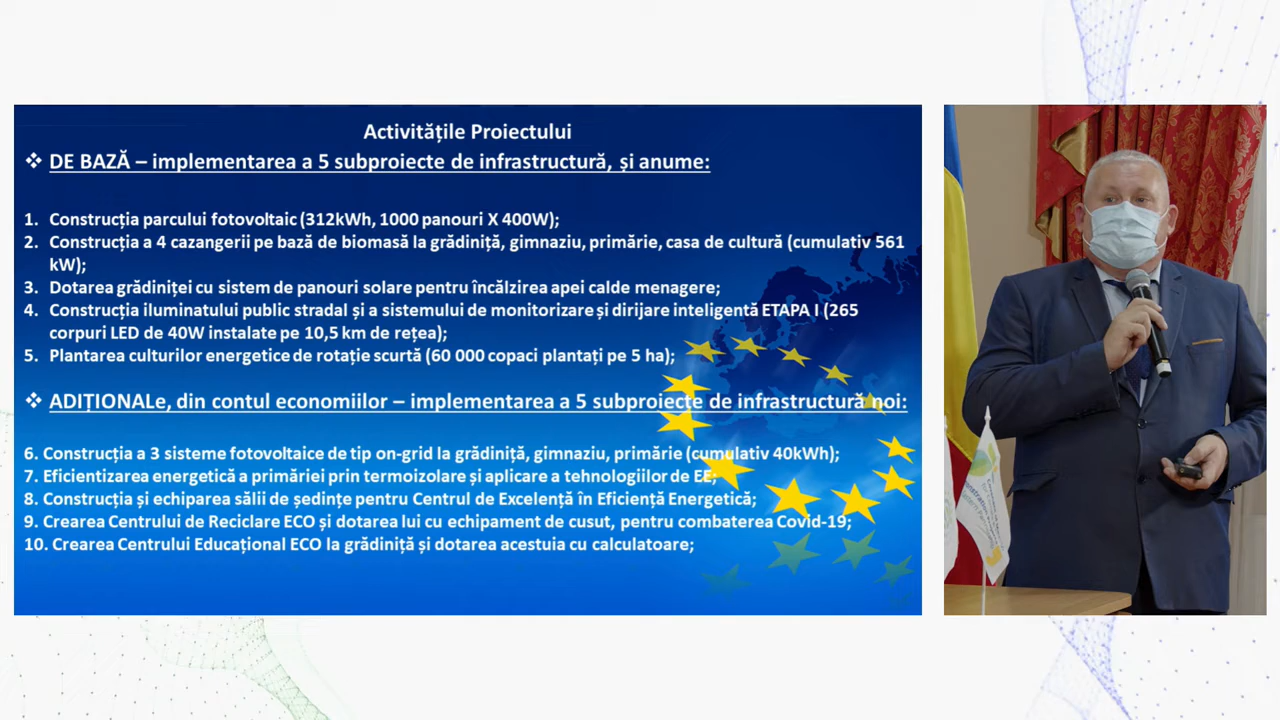 Activitățile Proiectului
❖ DE BAZĂ – implementarea a 5 subproiecte de infrastructură, și anume:
1. Construcția parcului fotovoltaic (312kWh, 1000 panouri X 400W);
2. Construcția a 4 cazangerii pe bază de biomasă la grădiniță, gimnaziu, primărie, casa de cultură (cumulativ 561
kW);
3. Dotarea grădiniței cu sistem de panouri solare pentru încălzirea apei calde menagere;
4. Construcția iluminatului public stradal și a sistemului de monitorizare și dirijare inteligentă ETAPA I (265
corpuri LED de 40W instalate pe 10,5 km de rețea);
5. Plantarea culturilor energetice de rotație scurtă (60 000 copaci plantați pe 5 ha);
❖ ADIȚIONALe, din contul economiilor – implementarea a 5 subproiecte de infrastructură noi:
6. Construcția a 3 sisteme fotovoltaice de tip on-grid la grădiniță, gimnaziu, primărie (cumulativ 40kWh);
7. Eficientizarea energetică a primăriei prin termoizolare și aplicare a tehnologiilor de EE;
8. Construcția și echiparea sălii de ședințe pentru Centrul de Excelență în Eficiență Energetică;
9. Crearea Centrului de Reciclare ECO și dotarea lui cu echipament de cusut, pentru combaterea Covid-19;
10. Crearea Centrului Educațional ECO la grădiniță și dotarea acestuia cu calculatoare;